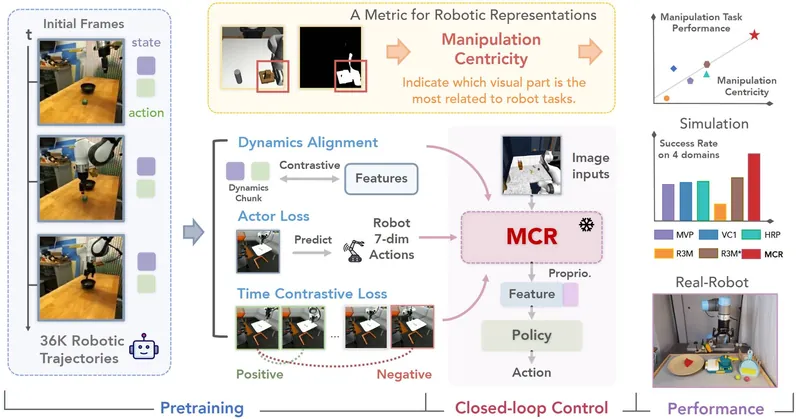 Initial Frames
t
state
action
36K Robotic
Trajectories
A Metric for Robotic Representations
Manipulation
Centricity
Indicate which visual part is the
most related to robot tasks.
Dynamics Alignment
Contrastive
Dynamics
Chunk
Features
Actor Loss
Predict
Robot
7-dim
Actions
Time Contrastive Loss
...
Positive
Negative
Image
inputs
MCR
Proprio.
Feature
Policy
Action
Manipulation Task
Performance
Manipulation
Centricity
Simulation
Success Rate
on 4 domains
MVP
VC1
HRP
R3M
R3M*
MCR
Real-Robot
Pretraining
Closed-loop Control
Performance